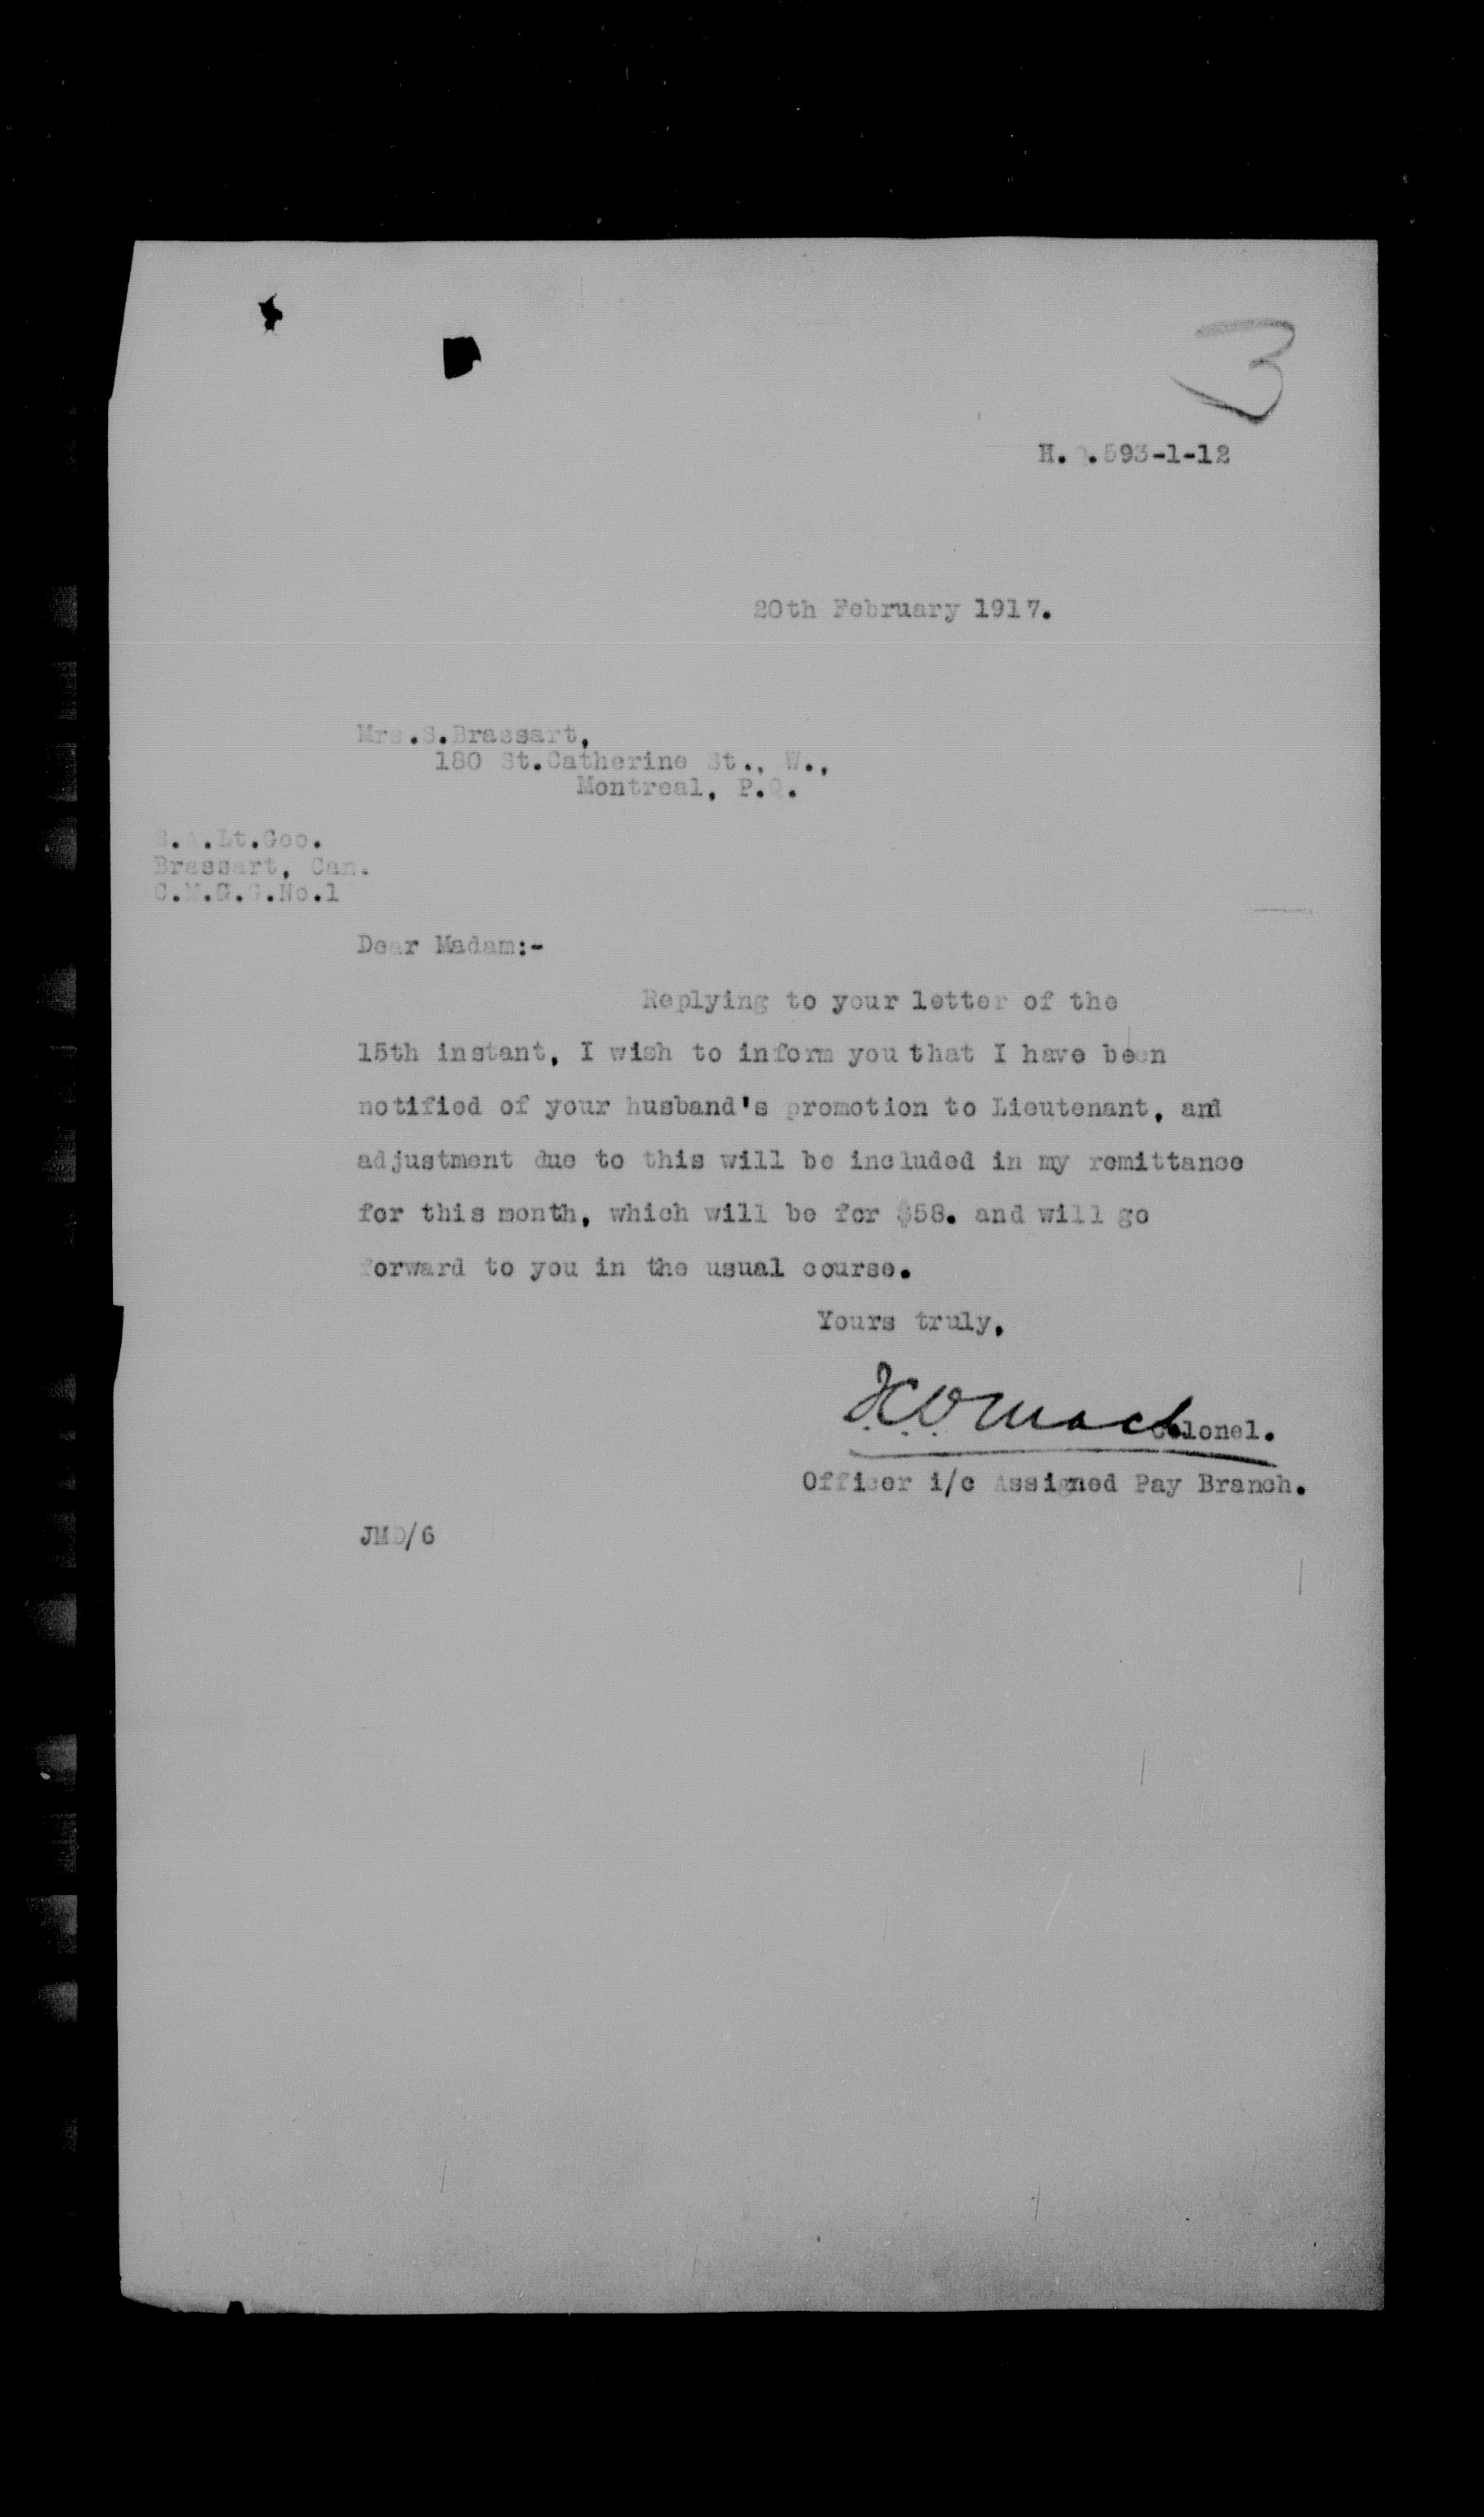 3
H.Q.593-1-12
20th February 1917.
Mrs.S.Brassart,
180 St.Catherine St., W.,
Montreal, P.Q.
S.A.Lt.Geo.
Brassart, Can.
C.M.G.S.No.1
Dear Madam:-
Replying to your letter of the
15th instant, I wish to inform you that I have been
notified of your husband's promotion to Lieutenant, and
adjustment due to this will be included in my remittance
for this month, which will be for $58. and will go
forward to you in the usual course.
Yours truly,
Colonel.
Officer i/c Assigned Pay Branch.
JMD/6